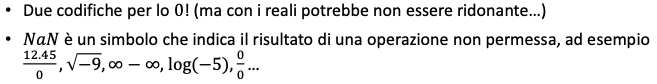 • Due codifiche per lo 0! (ma con i reali potrebbe non essere ridonante…)
• NaN è un simbolo che indica il risultato di una operazione non permessa, ad esempio
12.45/0, √−9, ∞ − ∞, log(−5), 0/0 …